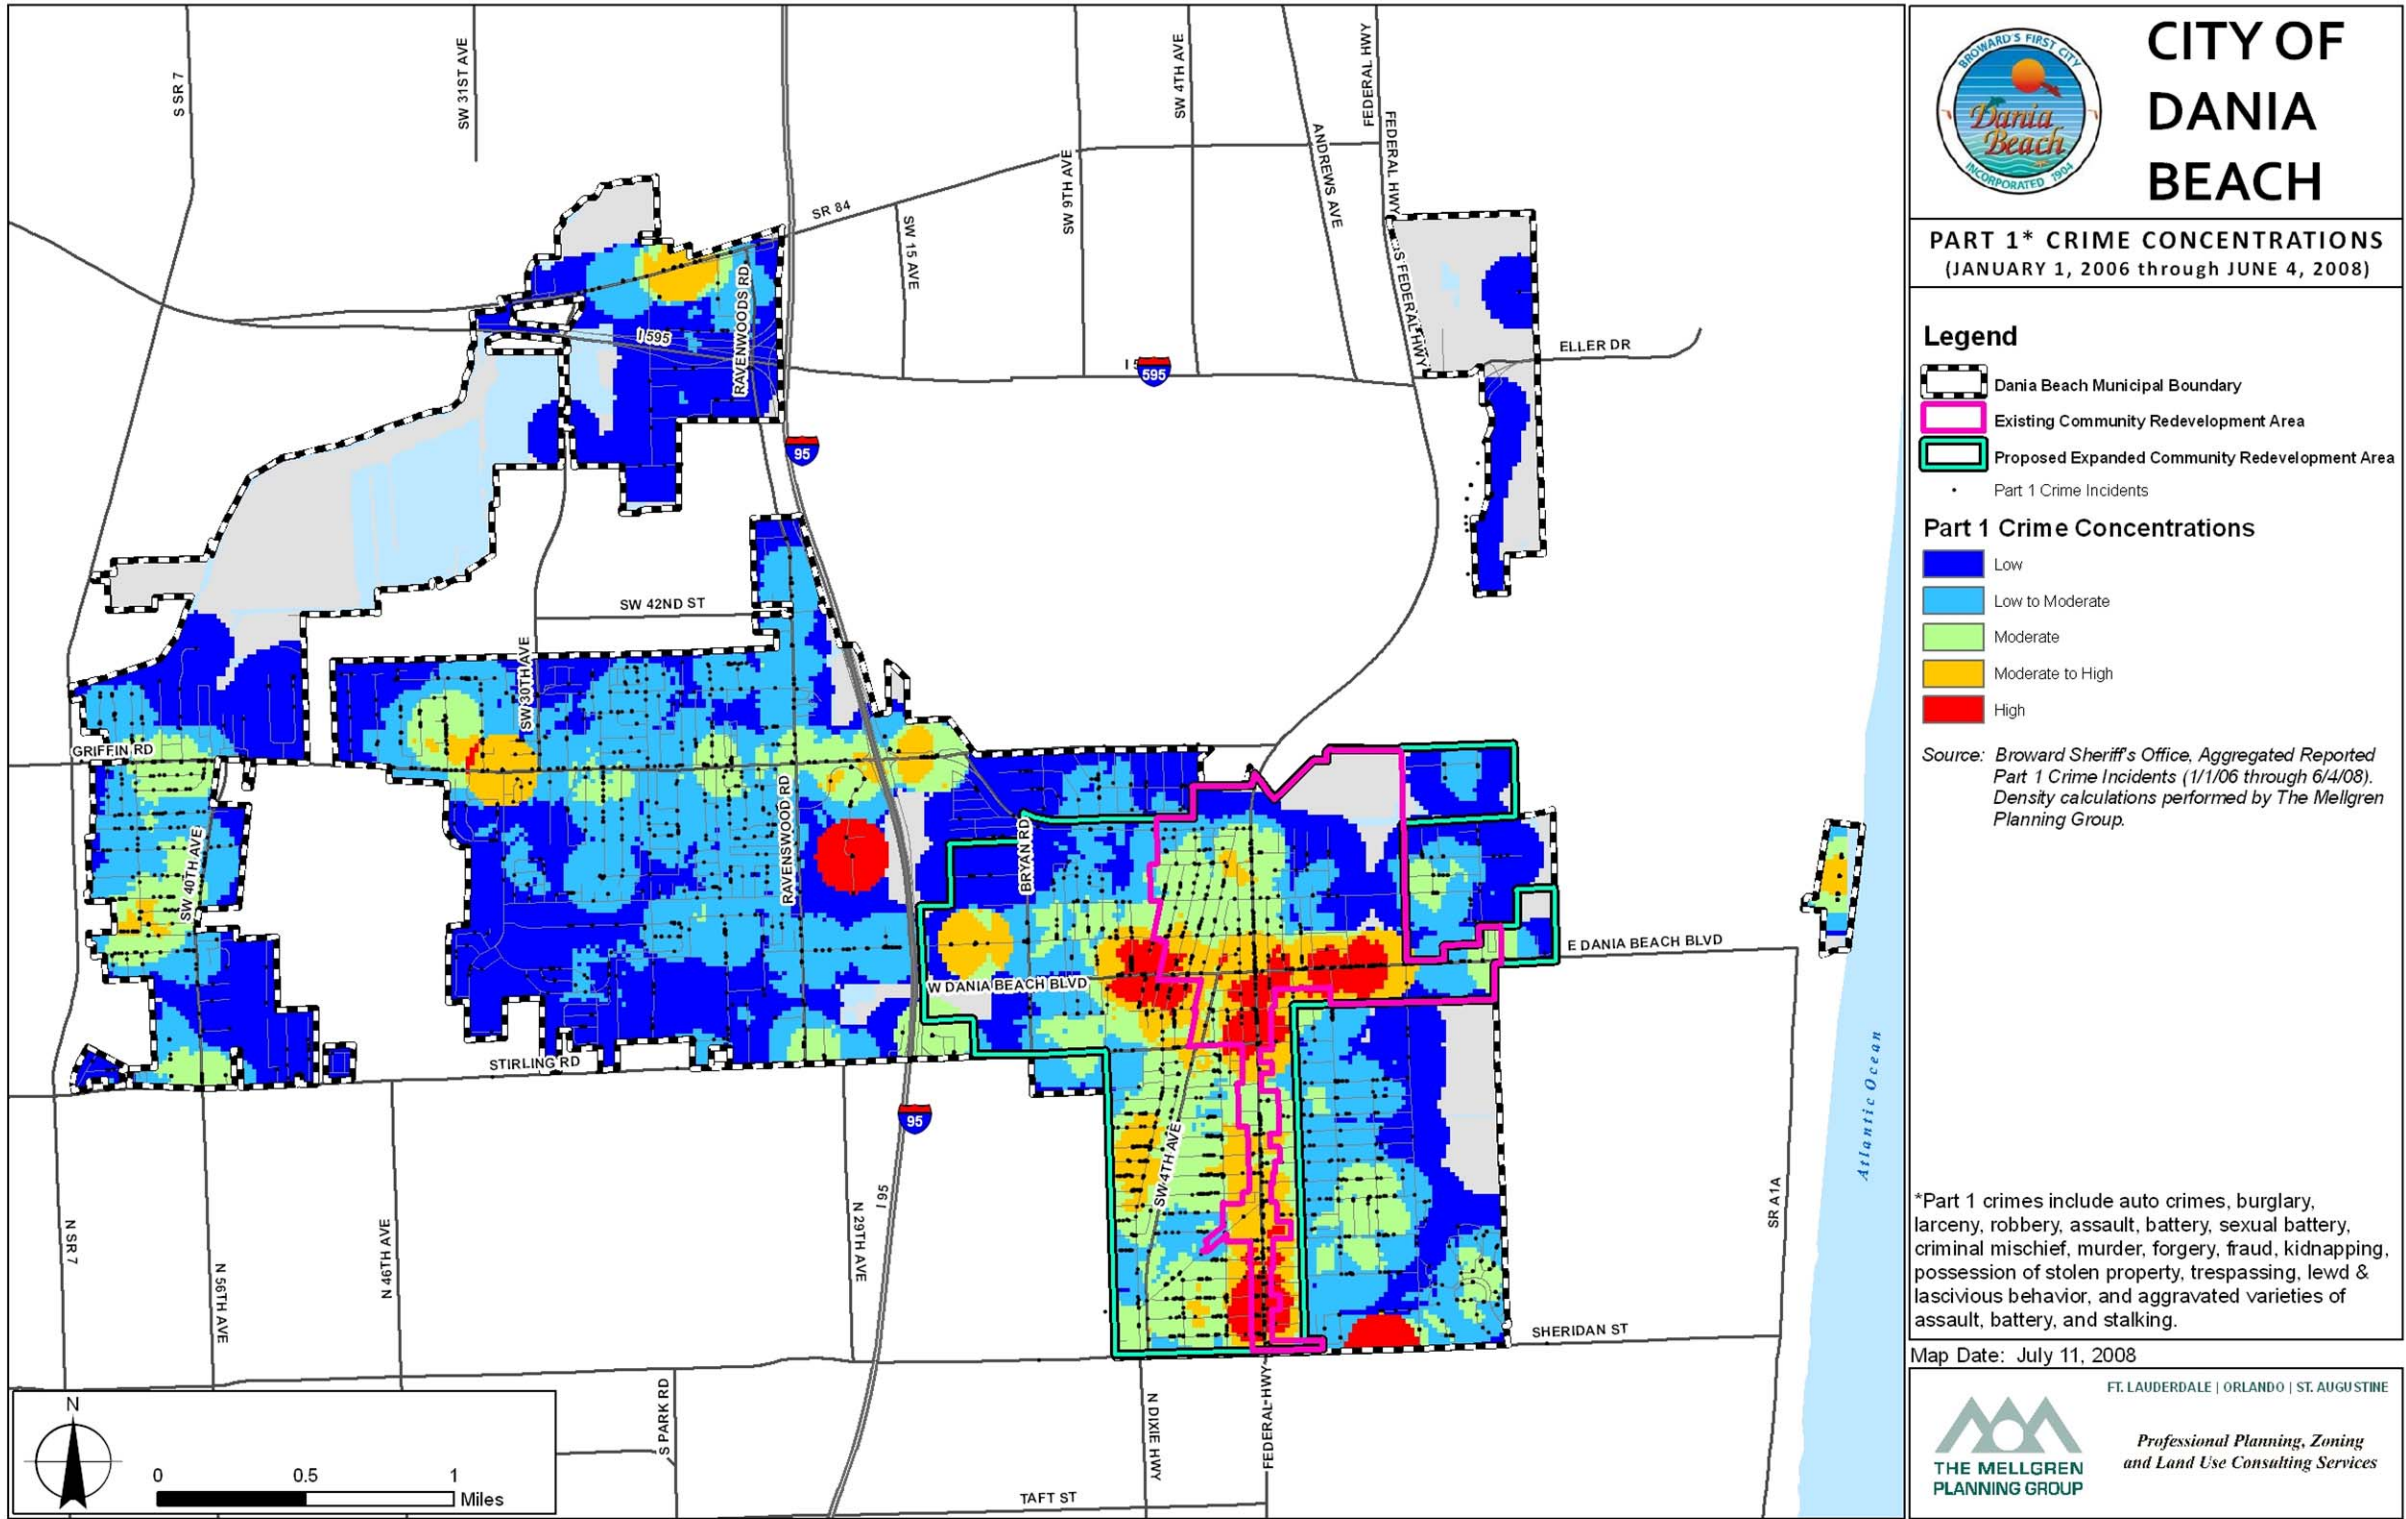 CITY OF
DANIA
BEACH
BROWARD'S FIRST CITY
Dania
Beach
INCORPORATED 1904
PART 1* CRIME CONCENTRATIONS
(JANUARY 1, 2006 through JUNE 4, 2008)
Legend
Dania Beach Municipal Boundary
Existing Community Redevelopment Area
Proposed Expanded Community Redevelopment Area
Part 1 Crime Incidents
Part 1 Crime Concentrations
Low
Low to Moderate
Moderate
Moderate to High
High
Source: Broward Sheriff's Office, Aggregated Reported
Part 1 Crime Incidents (1/1/06 through 6/4/08).
Density calculations performed by The Mellgren
Planning Group.
*Part 1 crimes include auto crimes, burglary,
larceny, robbery, assault, battery, sexual battery,
criminal mischief, murder, forgery, fraud, kidnapping,
possession of stolen property, trespassing, lewd &
lascivious behavior, and aggravated varieties of
assault, battery, and stalking.
Map Date: July 11, 2008
FT. LAUDERDALE | ORLANDO | ST. AUGUSTINE
THE MELLGREN
PLANNING GROUP
Professional Planning, Zoning
and Land Use Consulting Services
S SR 7
SW 31ST AVE
SW 4TH AVE
FEDERAL HWY
FEDERAL HWY
ANDREWS AVE
SW 9TH AVE
SR 84
SW 15 AVE
S FEDERAL HWY
RAVENWOODS RD
I 595
I 5
595
ELLER DR
95
SW 42ND ST
SW 30TH AVE
GRIFFIN RD
RAVENSWOOD RD
BRYAN RD
SW 40TH AVE
E DANIA BEACH BLVD
W DANIA BEACH BLVD
STIRLING RD
95
SW 4TH AVE
Atlantic Ocean
N SR 7
N 56TH AVE
N 46TH AVE
N 29TH AVE
I 95
SR A1A
SHERIDAN ST
S PARK RD
N DIXIE HWY
FEDERAL HWY
TAFT ST
N
0 0.5 1
Miles